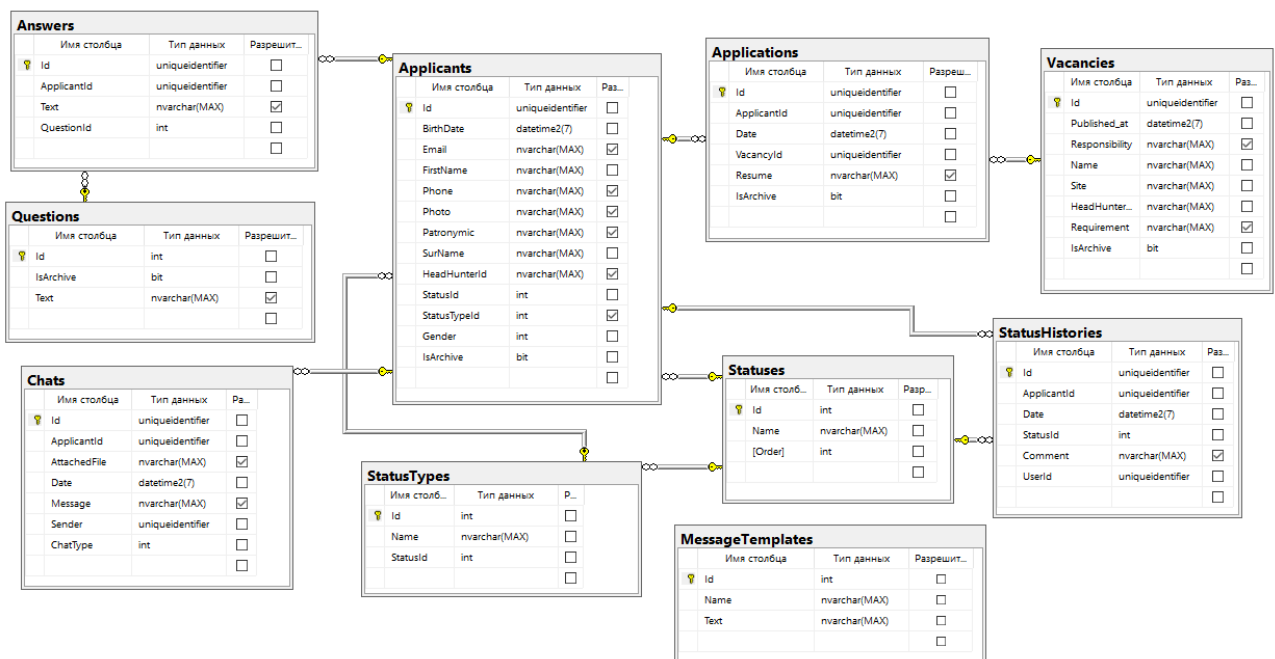 Answers
Имя столбца Тип данных Разрешит...
Id uniqueidentifier
ApplicantId uniqueidentifier
Text nvarchar(MAX)
QuestionId int
Questions
Имя столбца Тип данных Разрешит...
Id int
IsArchive bit
Text nvarchar(MAX)
Chats
Имя столбца Тип данных Ра...
Id uniqueidentifier
ApplicantId uniqueidentifier
AttachedFile nvarchar(MAX)
Date datetime2(7)
Message nvarchar(MAX)
Sender uniqueidentifier
ChatType int
Applicants
Имя столбца Тип данных Раз...
Id uniqueidentifier
BirthDate datetime2(7)
Email nvarchar(MAX)
FirstName nvarchar(MAX)
Phone nvarchar(MAX)
Photo nvarchar(MAX)
Patronymic nvarchar(MAX)
SurName nvarchar(MAX)
HeadHunterId nvarchar(MAX)
StatusId int
StatusTypeId int
Gender int
IsArchive bit
StatusTypes
Имя столб... Тип данных Р...
Id int
Name nvarchar(MAX)
StatusId int
Applications
Имя столбца Тип данных Разреш...
Id uniqueidentifier
ApplicantId uniqueidentifier
Date datetime2(7)
VacancyId uniqueidentifier
Resume nvarchar(MAX)
IsArchive bit
Vacancies
Имя столбца Тип данных Раз...
Id uniqueidentifier
Published_at datetime2(7)
Responsibility nvarchar(MAX)
Name nvarchar(MAX)
Site nvarchar(MAX)
HeadHunter... nvarchar(MAX)
Requirement nvarchar(MAX)
IsArchive bit
Statuses
Имя столб... Тип данных Разр...
Id int
Name nvarchar(MAX)
[Order] int
StatusHistories
Имя столбца Тип данных Раз...
Id uniqueidentifier
ApplicantId uniqueidentifier
Date datetime2(7)
StatusId int
Comment nvarchar(MAX)
UserId uniqueidentifier
MessageTemplates
Имя столбца Тип данных Разрешит...
Id int
Name nvarchar(MAX)
Text nvarchar(MAX)